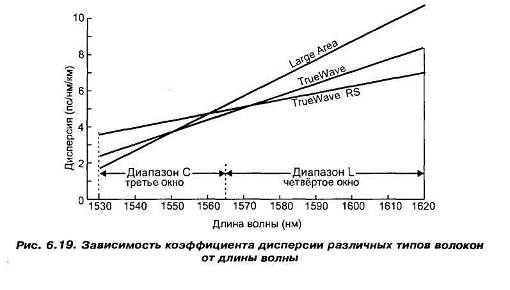 10
8
6
4
2
0
Дисперсия (пс/нм/км)
Large Area
TrueWave
TrueWave RS
Диапазон C
третье окно
Диапазон L
четвёртое окно
1530 1540 1550 1560 1570 1580 1590 1600 1610 1620
Длина волны (нм)
Рис. 6.19. Зависимость коэффициента дисперсии различных типов волокон
от длины волны